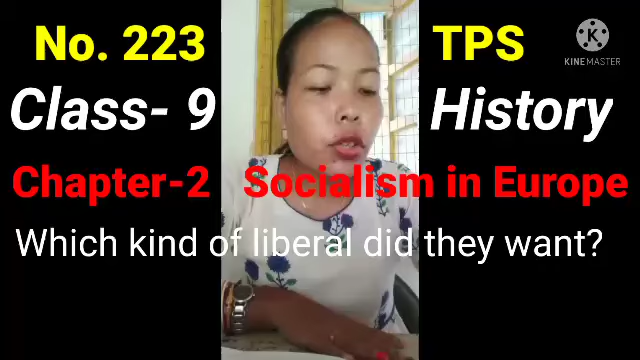 No. 223 TPS
KINEMASTER
Class- 9 History
Chapter-2 Socialism in Europe
Which kind of liberal did they want?